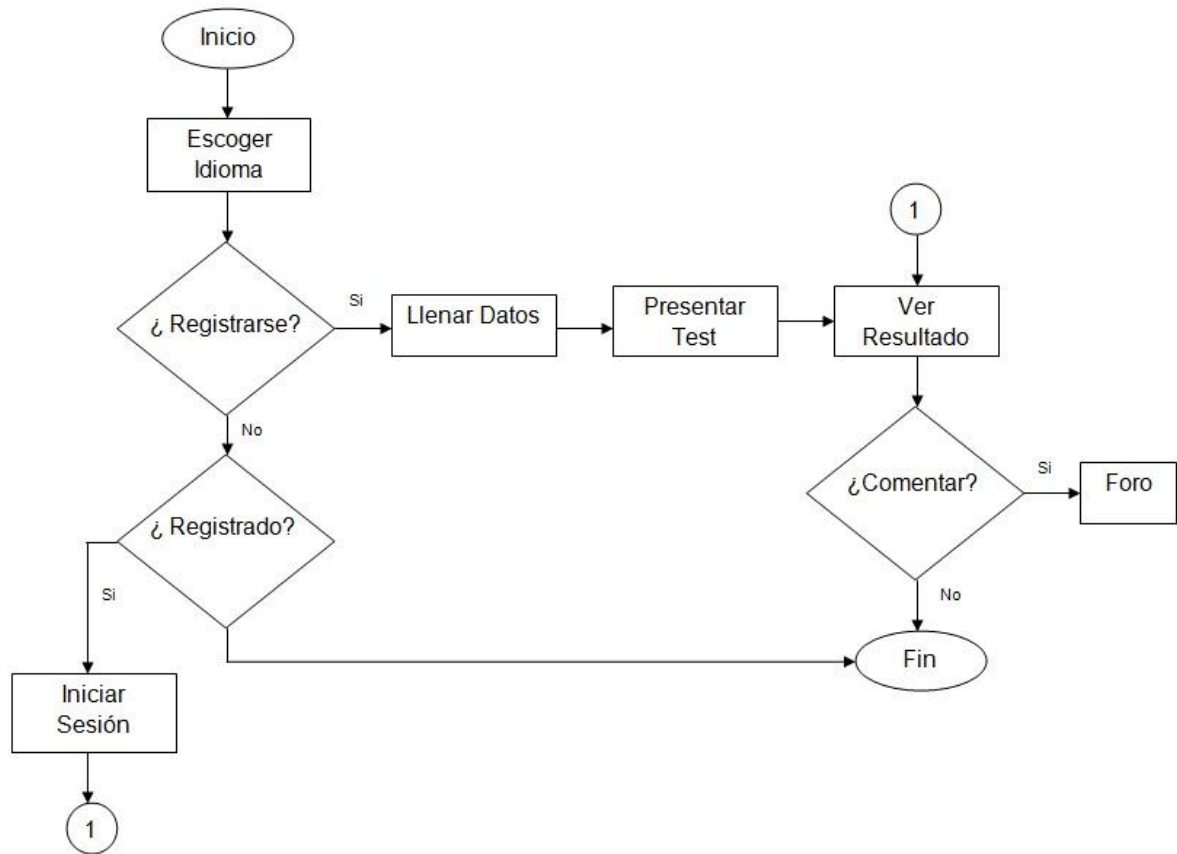 Inicio
Escoger
Idioma
1
¿ Registrarse?
Si
Llenar Datos
Presentar
Test
Ver
Resultado
No
¿Comentar?
Si
Foro
¿ Registrado?
Si
No
Fin
Iniciar
Sesión
1